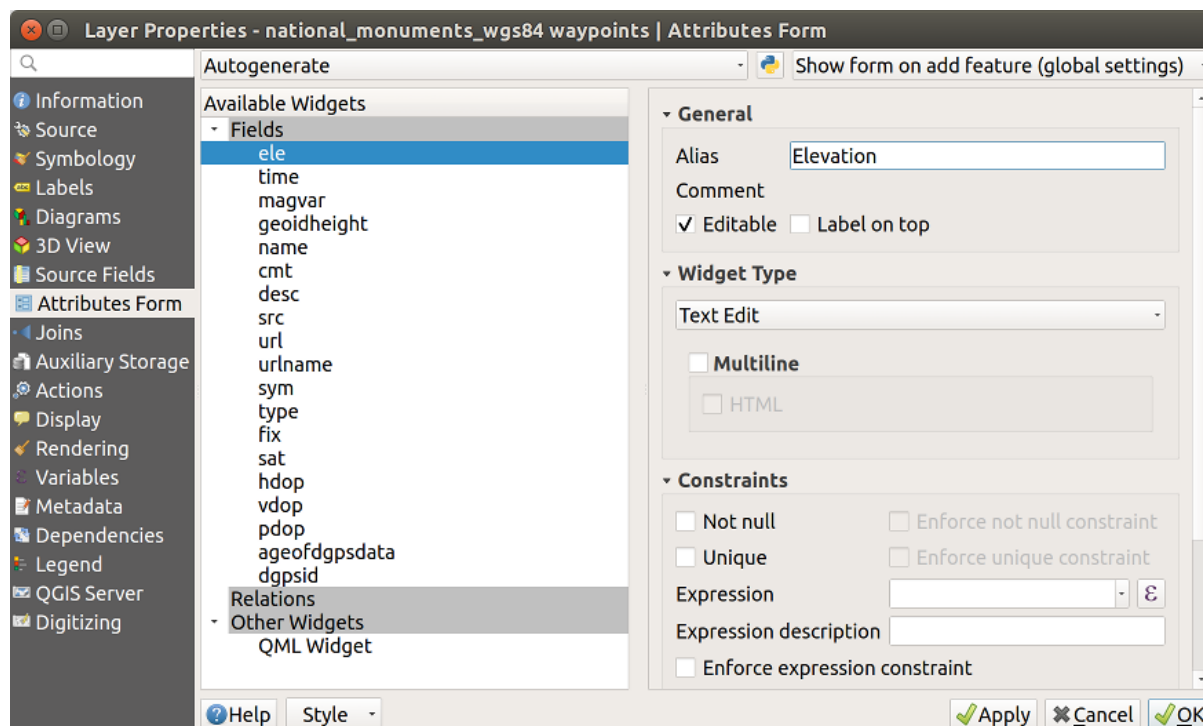 Layer Properties - national_monuments_wgs84 waypoints | Attributes Form
Autogenerate
Show form on add feature (global settings)
Information
Source
Symbology
Labels
Diagrams
3D View
Source Fields
Attributes Form
Joins
Auxiliary Storage
Actions
Display
Rendering
Variables
Metadata
Dependencies
Legend
QGIS Server
Digitizing
Available Widgets
Fields
ele
time
magvar
geoidheight
name
cmt
desc
src
url
urlname
sym
type
fix
sat
hdop
vdop
pdop
ageofdgpsdata
dgpsid
Relations
Other Widgets
QML Widget
General
Alias Elevation
Comment
Editable Label on top
Widget Type
Text Edit
Multiline
HTML
Constraints
Not null Enforce not null constraint
Unique Enforce unique constraint
Expression ε
Expression description
Enforce expression constraint
Help Style Apply Cancel OK